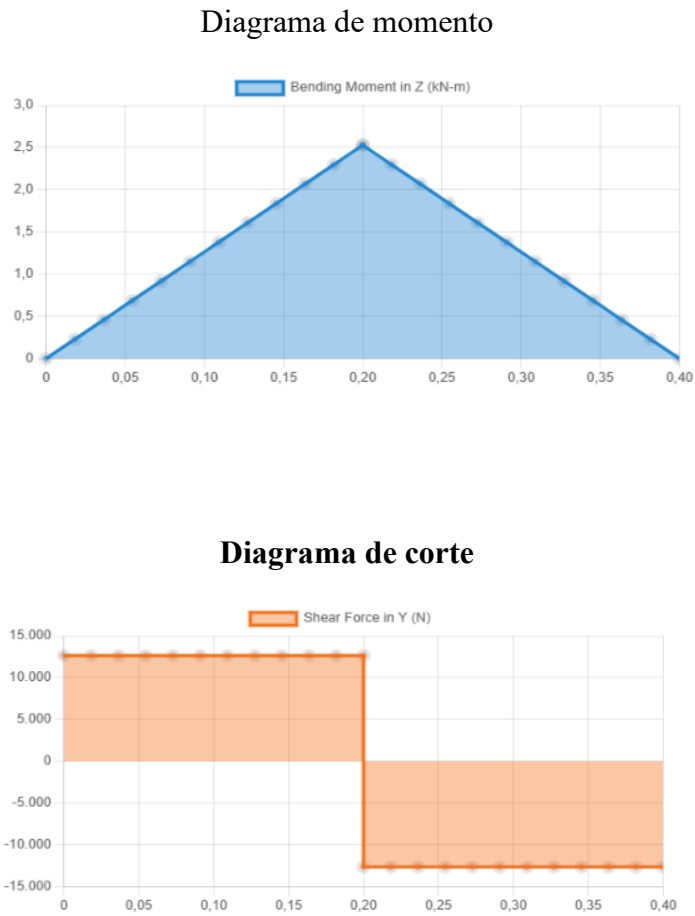 Diagrama de momento
Bending Moment in Z (kN-m)
3,0
2,5
2,0
1,5
1,0
0,5
0
0 0,05 0,10 0,15 0,20 0,25 0,30 0,35 0,40
Diagrama de corte
Shear Force in Y (N)
15.000
10.000
5.000
0
-5.000
-10.000
-15.000
0 0,05 0,10 0,15 0,20 0,25 0,30 0,35 0,40